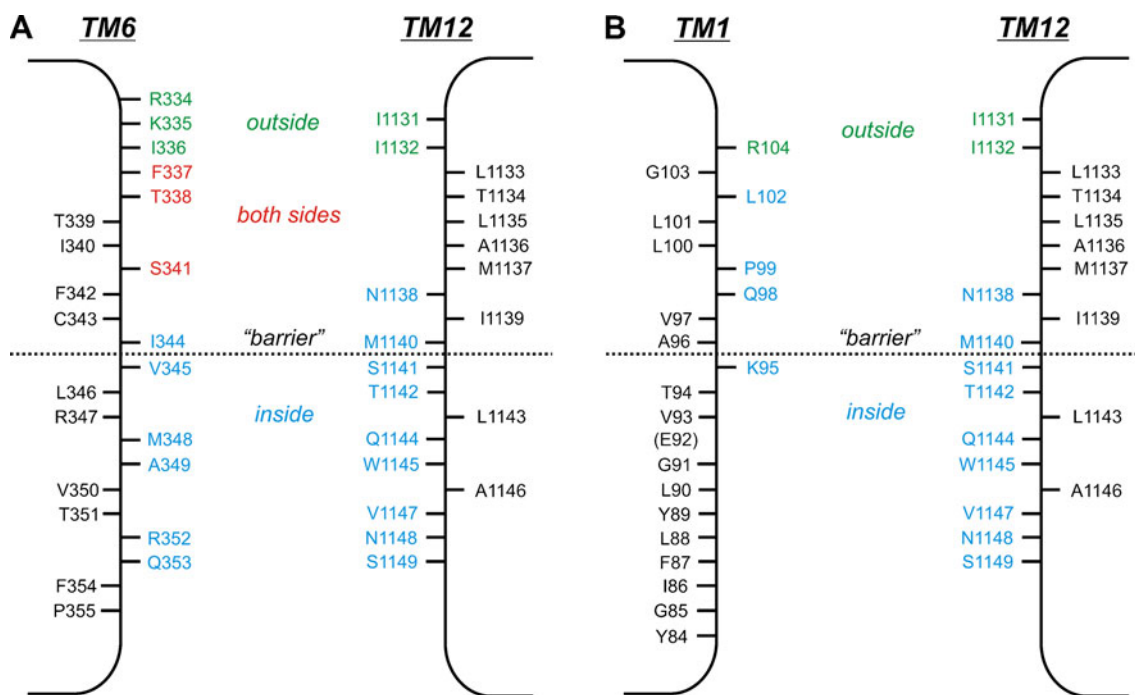 A
TM6
TM12
R334
K335
I336
F337
T338
T339
I340
S341
F342
C343
I344
V345
L346
R347
M348
A349
V350
T351
R352
Q353
F354
P355
outside
both sides
"barrier"
inside
I1131
I1132
L1133
T1134
L1135
A1136
M1137
N1138
I1139
M1140
S1141
T1142
L1143
Q1144
W1145
A1146
V1147
N1148
S1149
B
TM1
TM12
R104
G103
L102
L101
L100
P99
Q98
V97
A96
K95
T94
V93
(E92)
G91
L90
Y89
L88
F87
I86
G85
Y84
outside
"barrier"
inside
I1131
I1132
L1133
T1134
L1135
A1136
M1137
N1138
I1139
M1140
S1141
T1142
L1143
Q1144
W1145
A1146
V1147
N1148
S1149